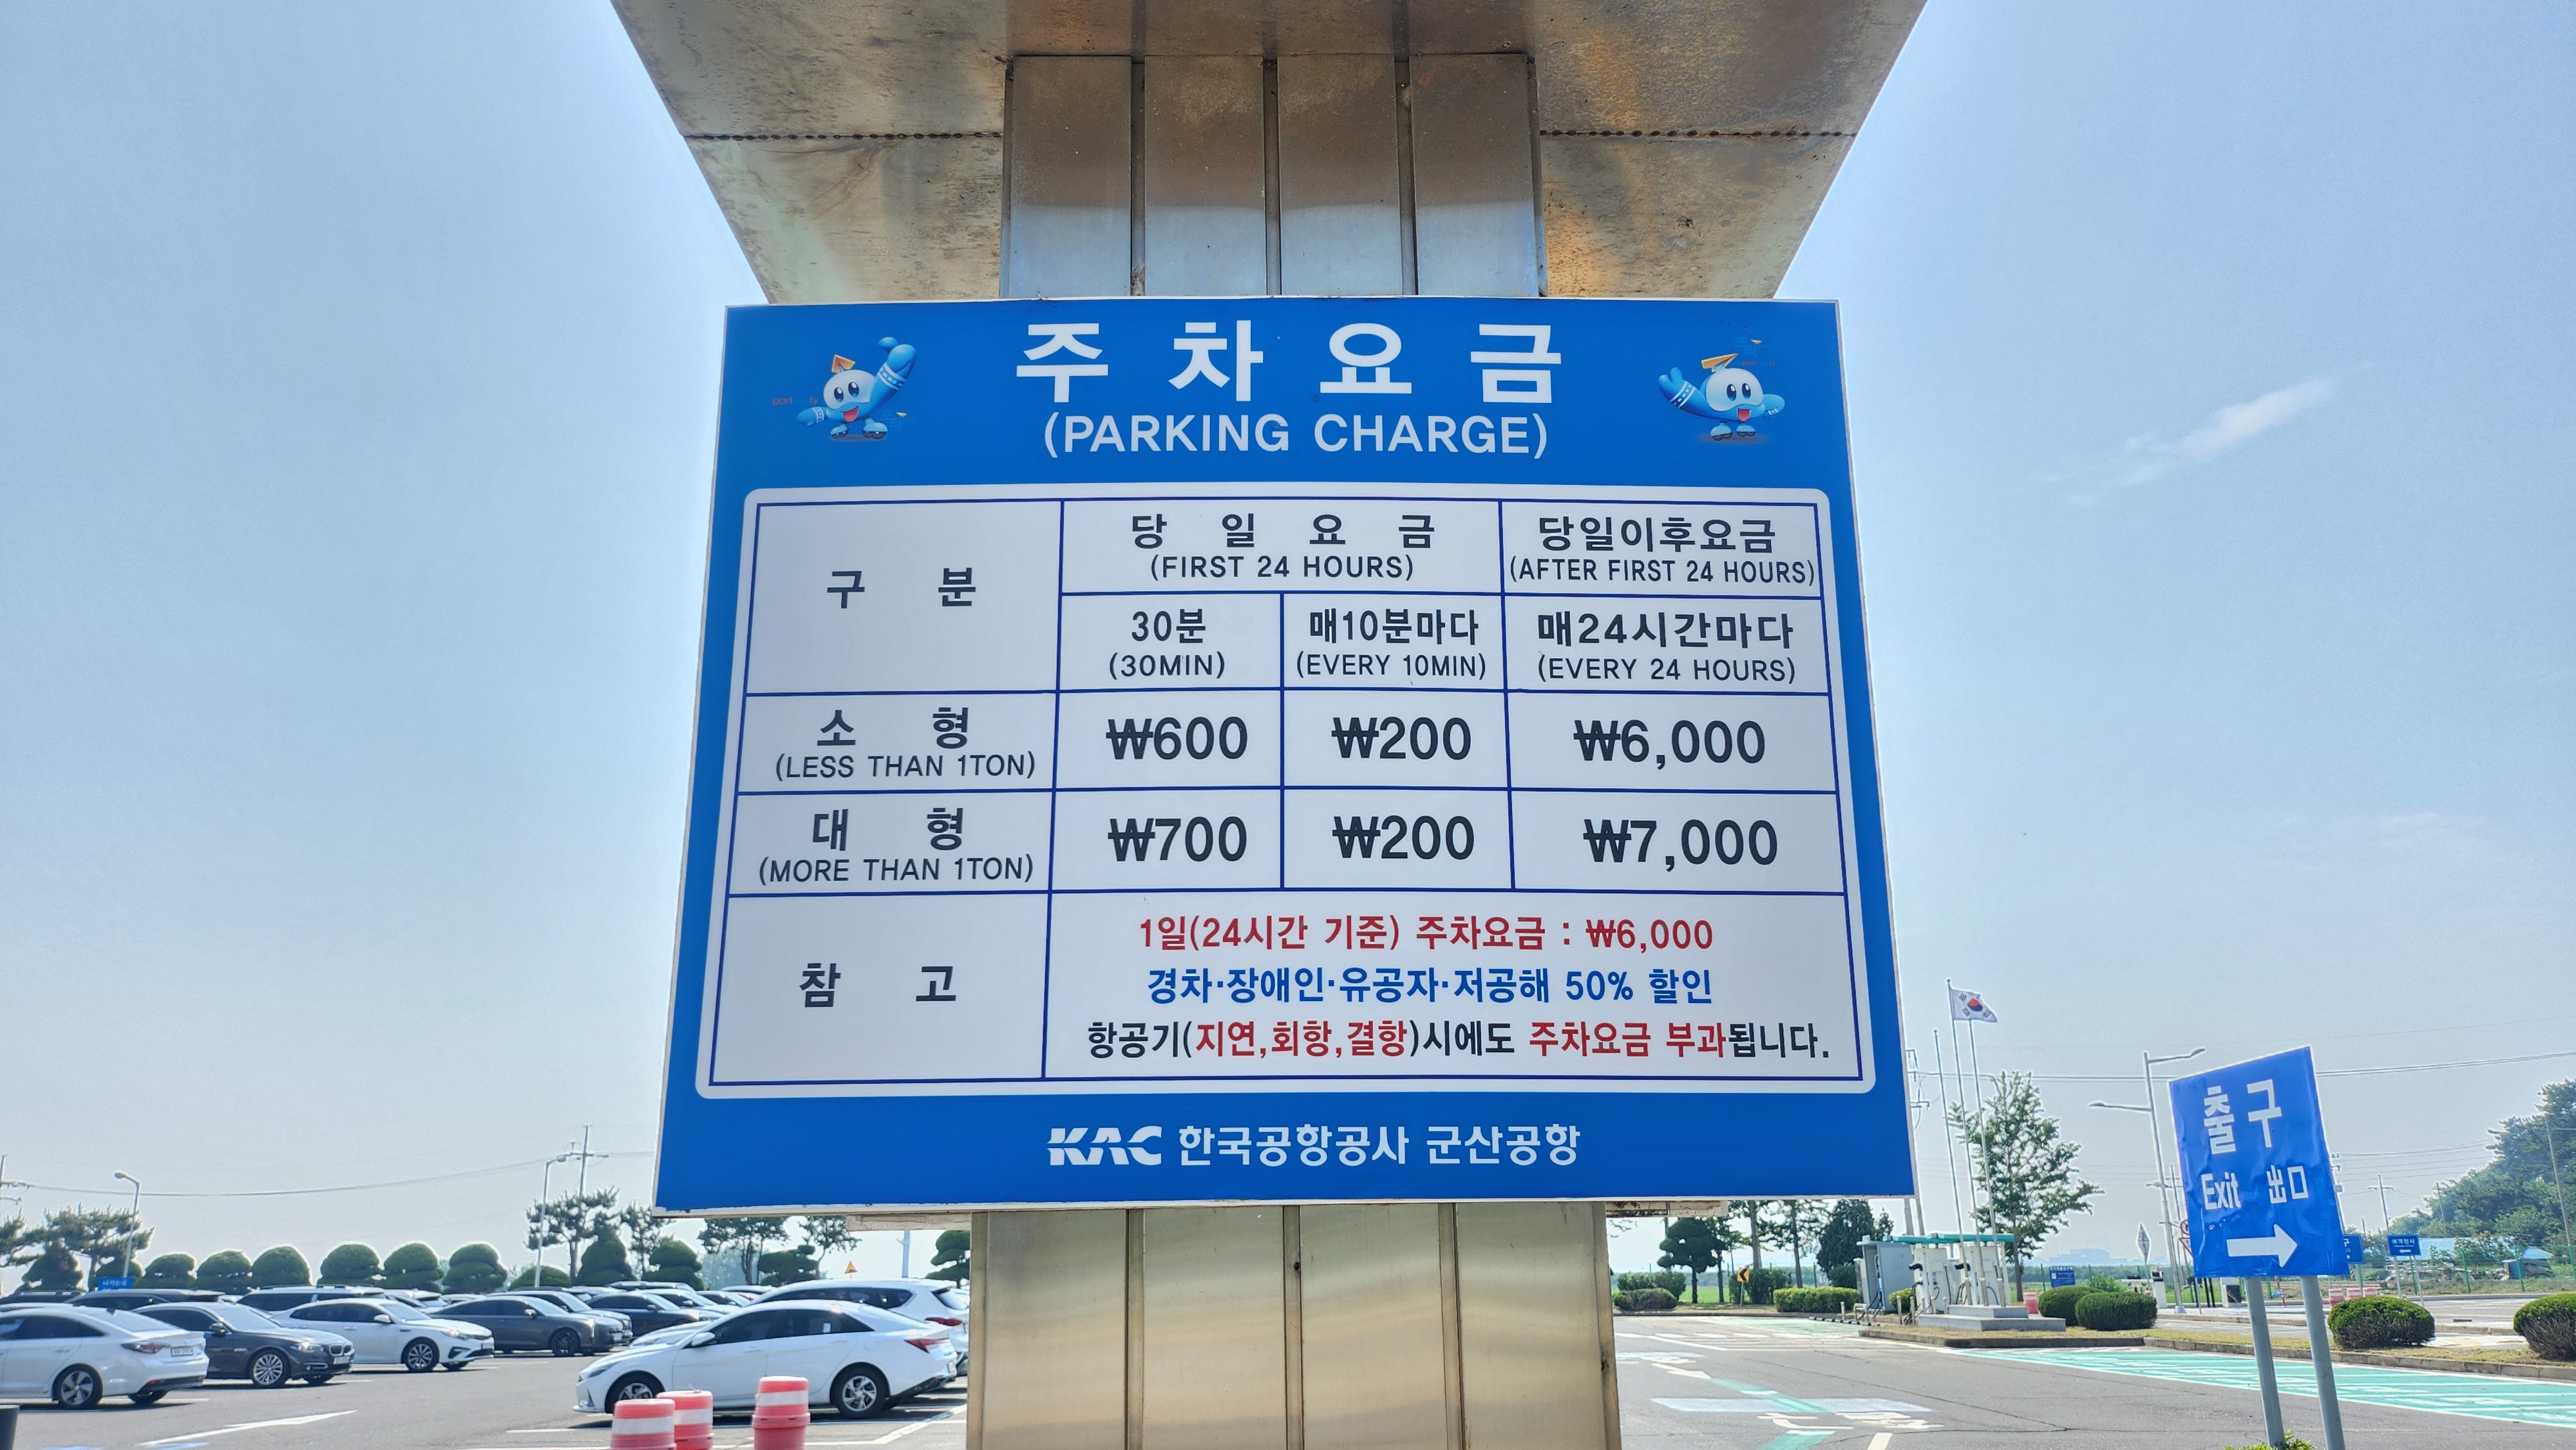 주차요금
(PARKING CHARGE)
구 분
당 일 요 금
(FIRST 24 HOURS)
당일이후요금
(AFTER FIRST 24 HOURS)
30분
(30MIN)
매10분마다
(EVERY 10MIN)
매24시간마다
(EVERY 24 HOURS)
소 형
(LESS THAN 1TON)
₩600
₩200
₩6,000
대 형
(MORE THAN 1TON)
₩700
₩200
₩7,000
참 고
1일(24시간 기준) 주차요금 : ₩6,000
경차·장애인·유공자·저공해 50% 할인
항공기(지연,회항,결항)시에도 주차요금 부과됩니다.
KAC 한국공항공사 군산공항
출구
Exit 出口